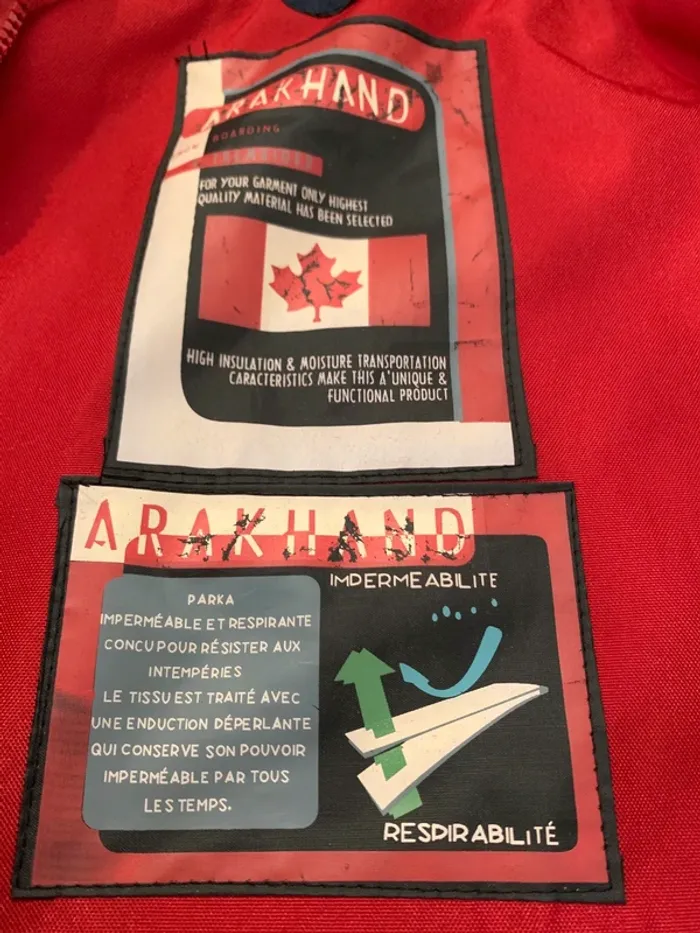 ARAKHAND
BOARDING
FOR YOUR GARMENT ONLY HIGHEST
QUALITY MATERIAL HAS BEEN SELECTED
HIGH INSULATION & MOISTURE TRANSPORTATION
CARACTERISTICS MAKE THIS A'UNIQUE &
FUNCTIONAL PRODUCT
ARAKHAND
PARKA
IMPERMÉABLE ET RESPIRANTE
CONCU POUR RÉSISTER AUX
INTEMPÉRIES
LE TISSU EST TRAITÉ AVEC
UNE ENDUCTION DÉPERLANTE
QUI CONSERVE SON POUVOIR
IMPERMÉABLE PAR TOUS
LES TEMPS.
IMPERMEABILITE
RESPIRABILITÉ